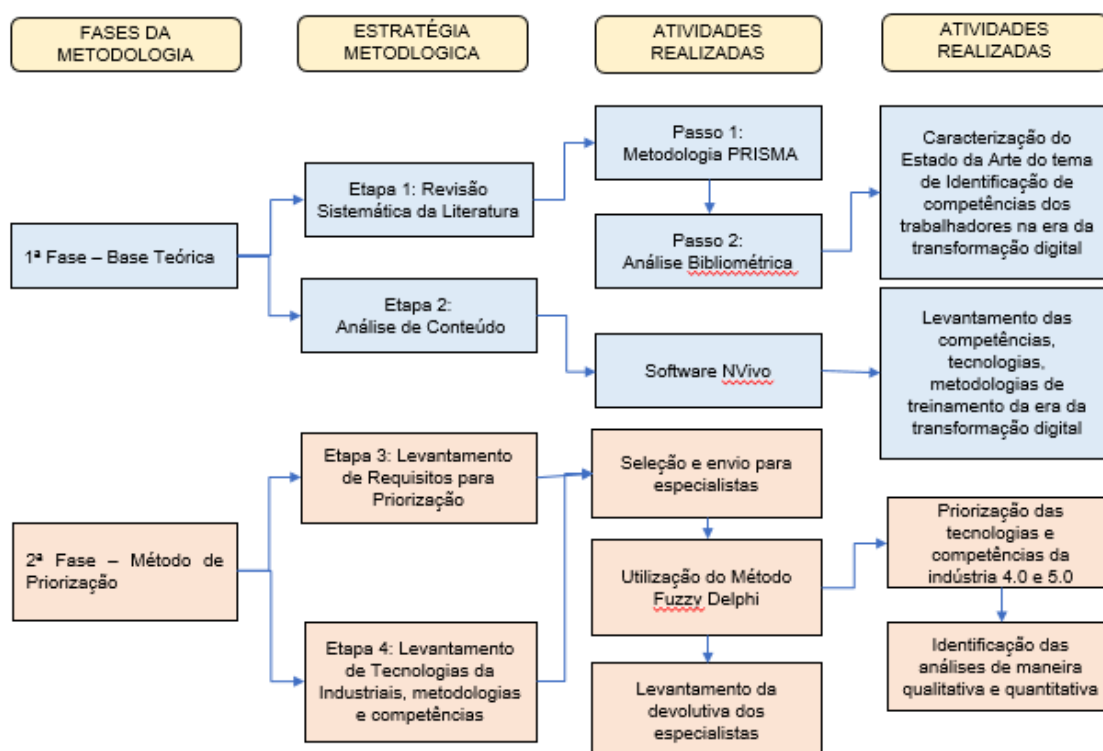 FASES DA
METODOLOGIA
ESTRATÉGIA
METODLOGICA
ATIVIDADES
REALIZADAS
ATIVIDADES
REALIZADAS
1ª Fase – Base Teórica
Etapa 1: Revisão
Sistemática da Literatura
Passo 1:
Metodologia PRISMA
Passo 2:
Análise Bibliométrica
Caracterização do
Estado da Arte do tema
de Identificação de
competências dos
trabalhadores na era da
transformação digital
Etapa 2:
Análise de Conteúdo
Software NVivo
Levantamento das
competências,
tecnologias,
metodologias de
treinamento da era da
transformação digital
2ª Fase – Método de
Priorização
Etapa 3: Levantamento
de Requisitos para
Priorização
Etapa 4: Levantamento
de Tecnologias da
Industriais, metodologias
e competências
Seleção e envio para
especialistas
Utilização do Método
Fuzzy Delphi
Levantamento da
devolutiva dos
especialistas
Priorização das
tecnologias e
competências da
indústria 4.0 e 5.0
Identificação das
análises de maneira
qualitativa e quantitativa